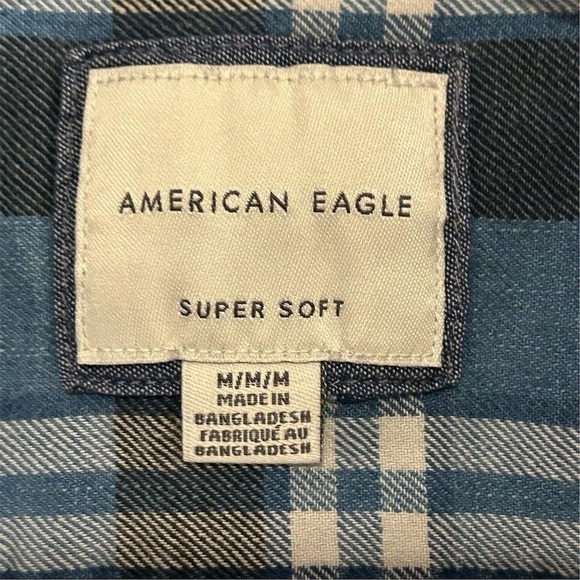 AMERICAN EAGLE
SUPER SOFT
M/M/M
MADE IN
BANGLADESH
FABRIQUÉ AU
BANGLADESH